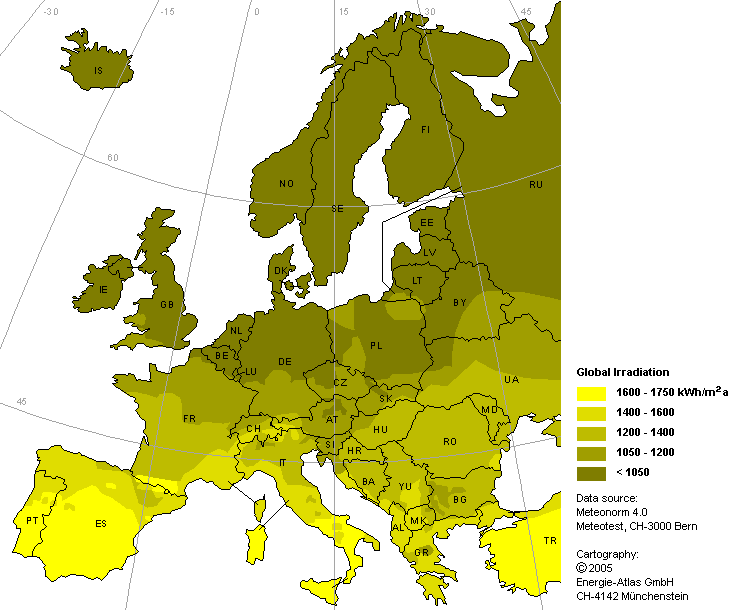 -30
-15
0
15
30
45
IS
60
FI
NO
RU
SE
EE
LV
DK
LT
IE
GB
BY
NL
PL
BE
DE
LU
CZ
UA
SK
45
FR
AT
MD
CH
HU
RO
SI
HR
IT
BA
YU
BG
PT
ES
MK
AL
TR
GR
Global Irradiation
1600 - 1750 kWh/m²a
1400 - 1600
1200 - 1400
1050 - 1200
< 1050
Data source:
Meteonorm 4.0
Meteotest, CH-3000 Bern
Cartography:
© 2005
Energie-Atlas GmbH
CH-4142 Münchenstein